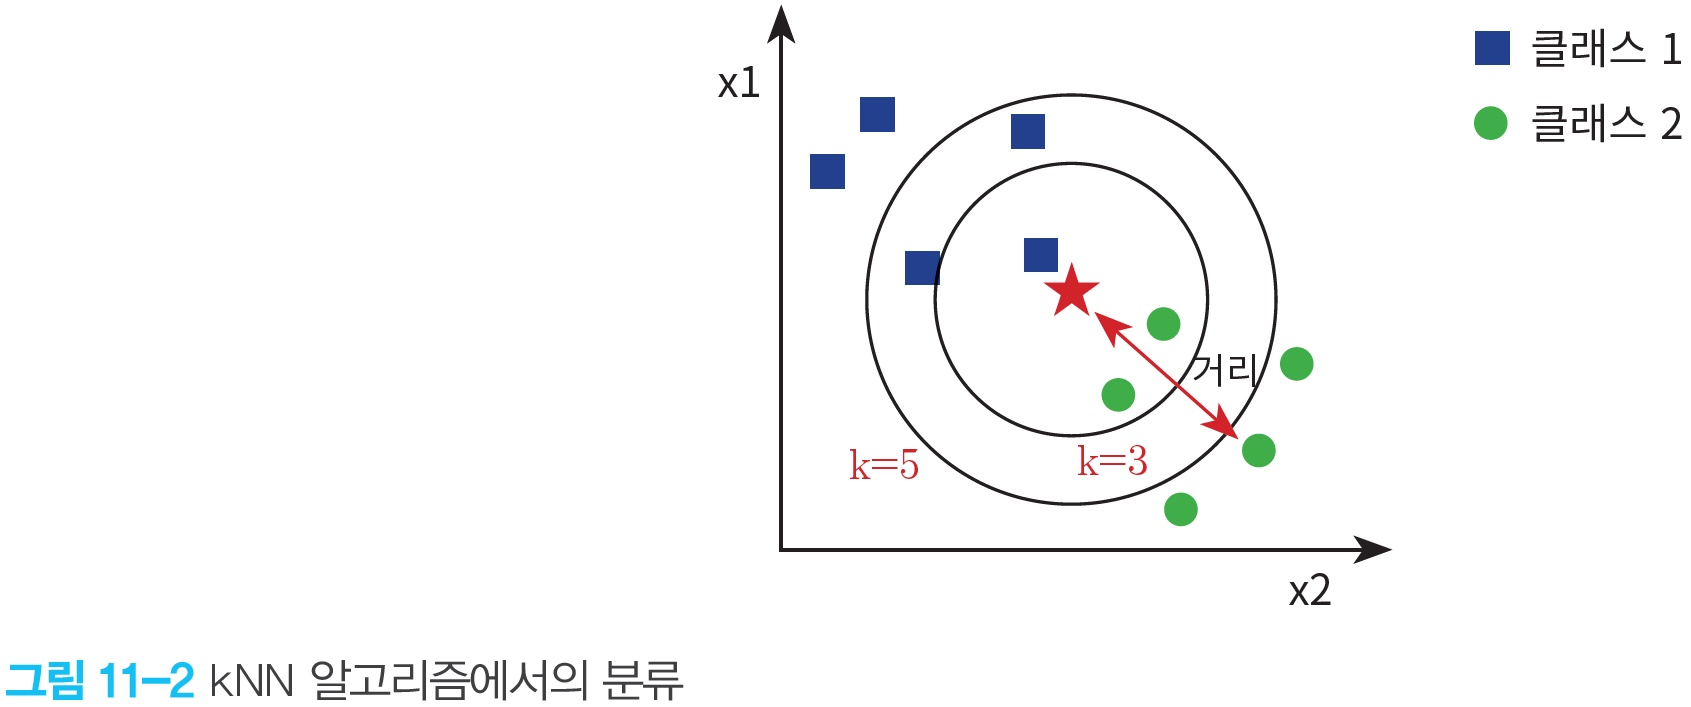 x1
클래스 1
클래스 2
거리
k=5
k=3
x2
그림 11-2 kNN 알고리즘에서의 분류